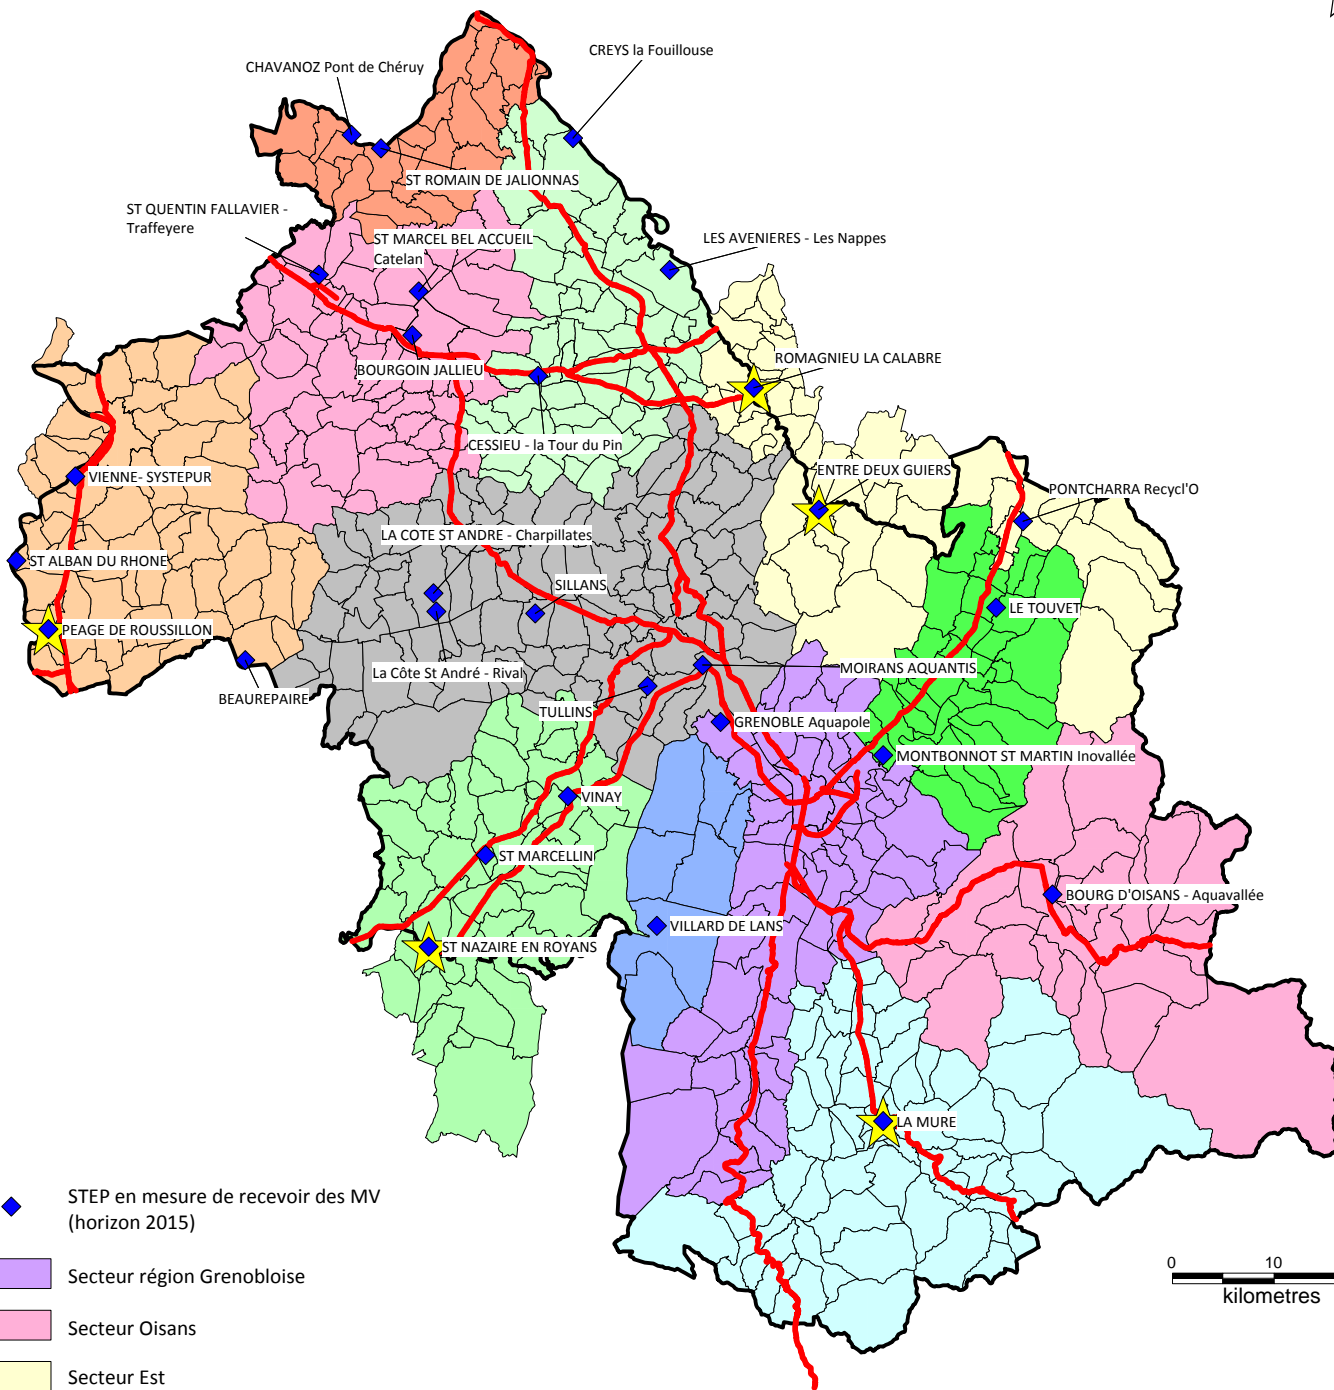 CREYS la Fouillouse
CHAVANOZ Pont de Chéruy
ST ROMAIN DE JALIONNAS
ST QUENTIN FALLAVIER -
Traffeyere
ST MARCEL BEL ACCUEIL
Catelan
LES AVENIERES - Les Nappes
ROMAGNIEU LA CALABRE
BOURGOIN JALLIEU
CESSIEU - la Tour du Pin
VIENNE- SYSTEPUR
ENTRE DEUX GUIERS
PONTCHARRA Recycl'O
LA COTE ST ANDRE - Charpillates
ST ALBAN DU RHONE
SILLANS
LE TOUVET
PEAGE DE ROUSSILLON
La Côte St André - Rival
MOIRANS AQUANTIS
BEAUREPAIRE
TULLINS
GRENOBLE Aquapole
MONTBONNOT ST MARTIN Inovallée
VINAY
ST MARCELLIN
BOURG D'OISANS - Aquavallée
VILLARD DE LANS
ST NAZAIRE EN ROYANS
LA MURE
STEP en mesure de recevoir des MV
(horizon 2015)
Secteur région Grenobloise
Secteur Oisans
Secteur Est
0 10
kilometres